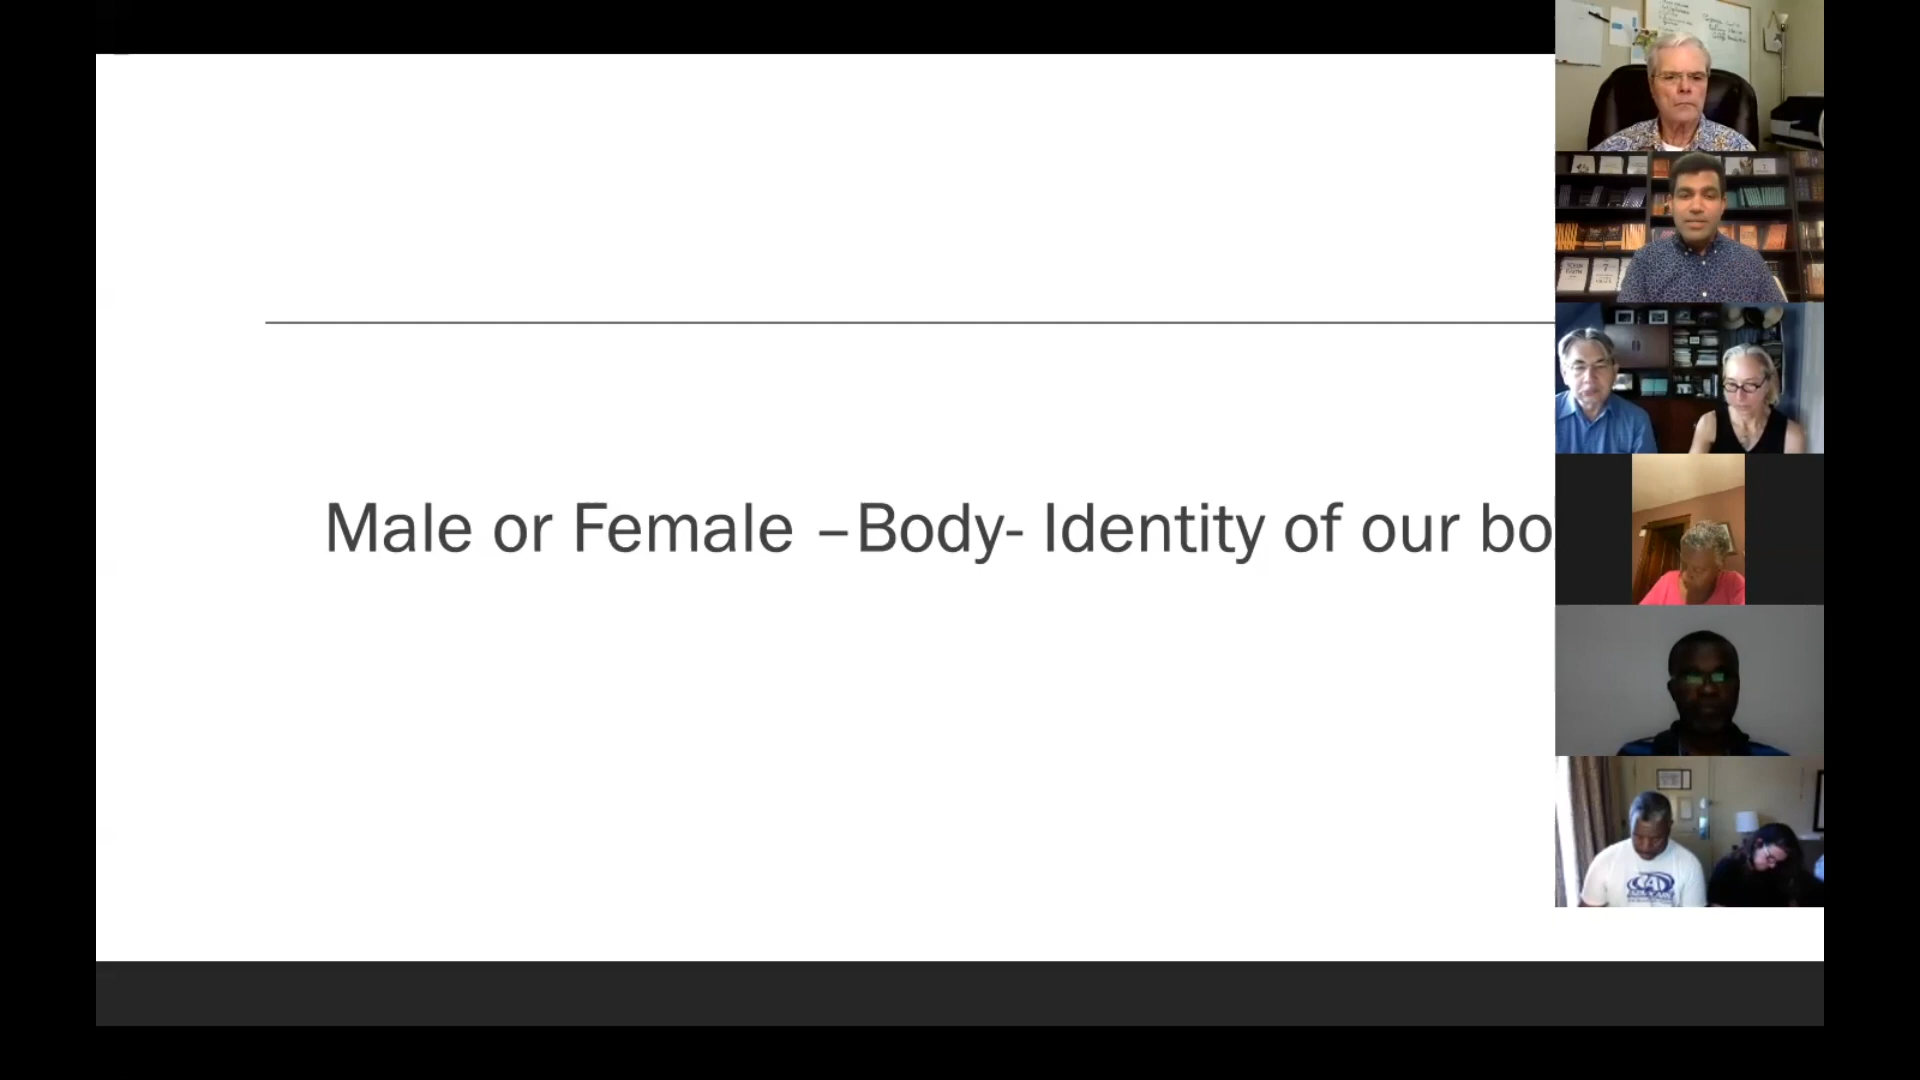 Male or Female –Body- Identity of our bo